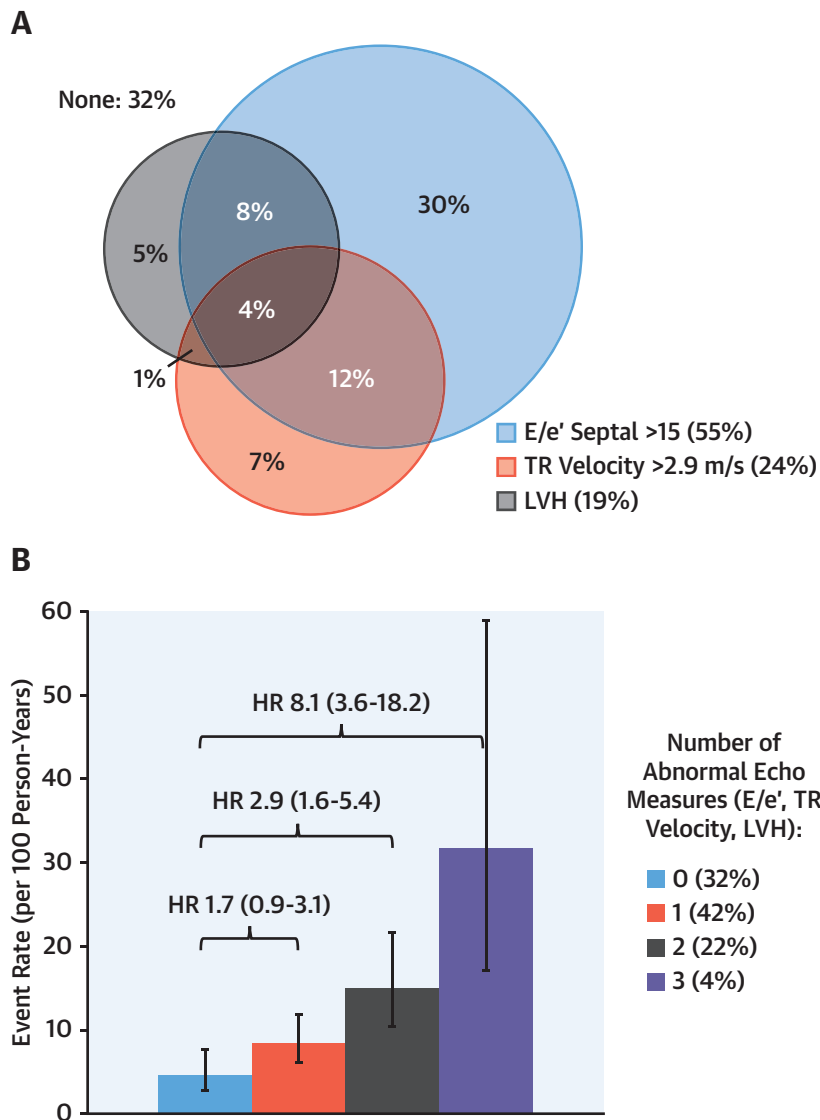 A
None: 32%
8%
30%
5%
4%
1%
12%
7%
E/e′ Septal >15 (55%)
TR Velocity >2.9 m/s (24%)
LVH (19%)
B
Event Rate (per 100 Person-Years)
60
50
40
30
20
10
0
HR 8.1 (3.6-18.2)
HR 2.9 (1.6-5.4)
HR 1.7 (0.9-3.1)
Number of
Abnormal Echo
Measures (E/e′, TR
Velocity, LVH):
0 (32%)
1 (42%)
2 (22%)
3 (4%)